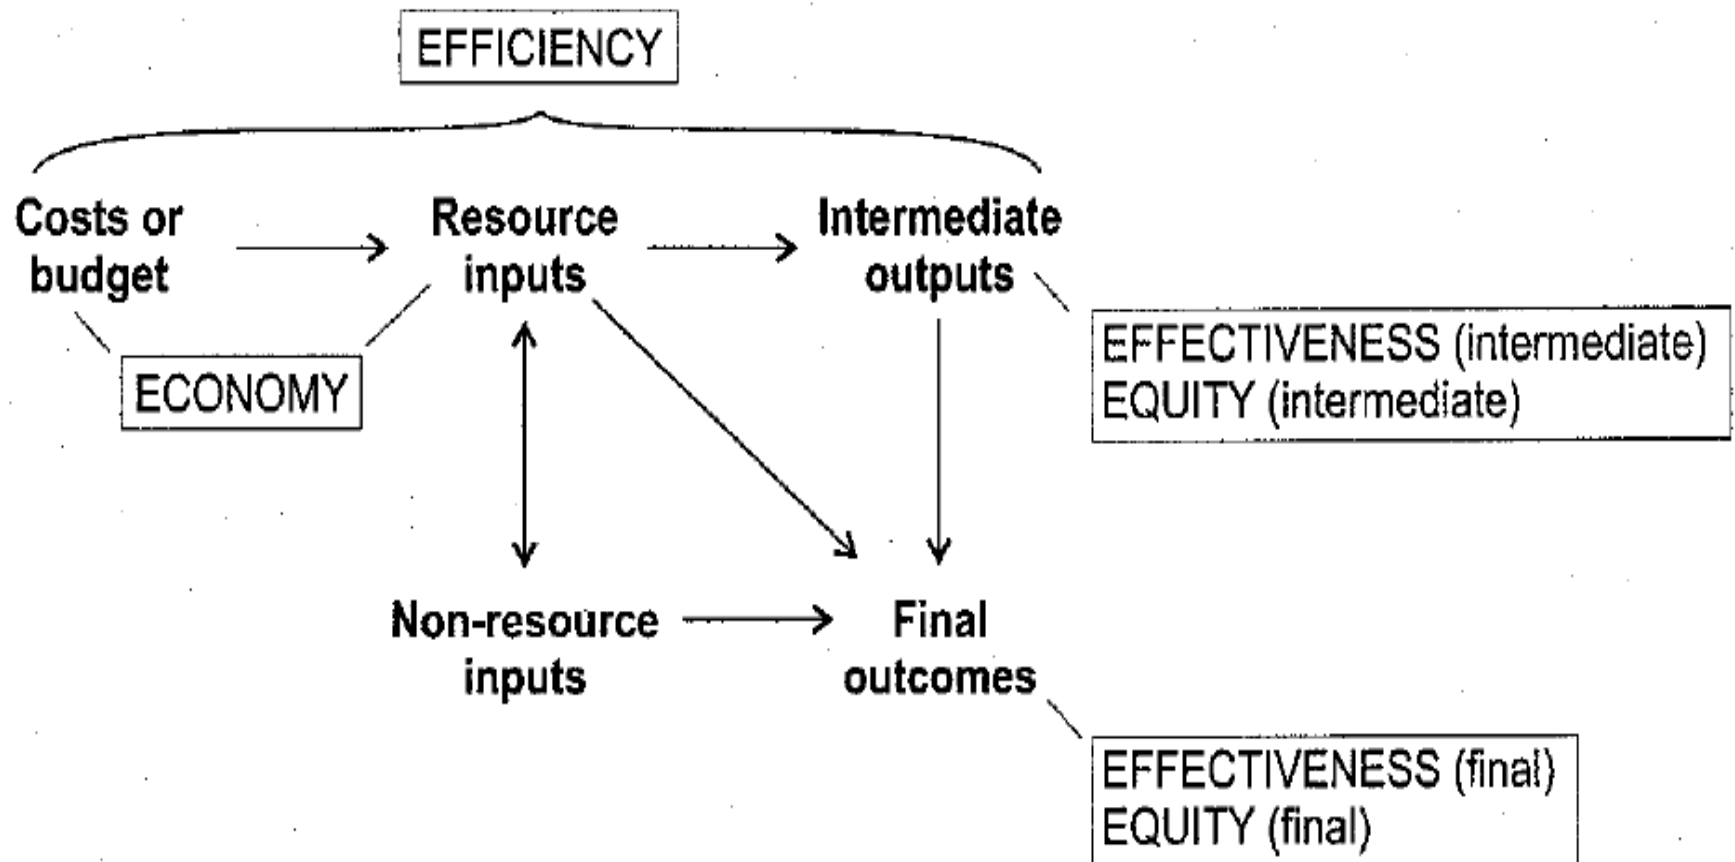 EFFICIENCY
Costs or
budget
Resource
inputs
Intermediate
outputs
ECONOMY
EFFECTIVENESS (intermediate)
EQUITY (intermediate)
Non-resource
inputs
Final
outcomes
EFFECTIVENESS (final)
EQUITY (final)